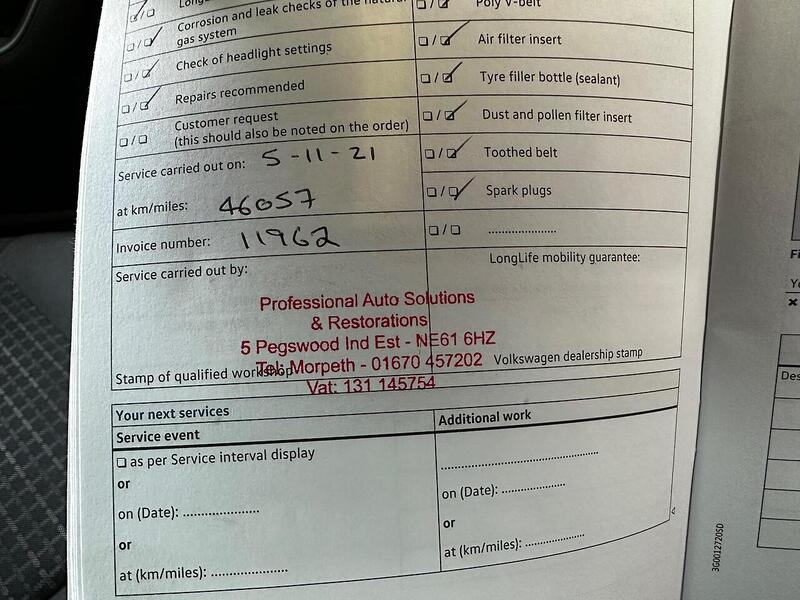 Corrosion and leak checks of the natural
gas system
Check of headlight settings
Repairs recommended
Customer request
(this should also be noted on the order)
Service carried out on: 5-11-21
at km/miles: 46057
Invoice number: 11962
Service carried out by:
Professional Auto Solutions
& Restorations
5 Pegswood Ind Est - NE61 6HZ
Tel: Morpeth - 01670 457202
Vat: 131 145754
Stamp of qualified workshop
Poly V-belt
Air filter insert
Tyre filler bottle (sealant)
Dust and pollen filter insert
Toothed belt
Spark plugs
....................
LongLife mobility guarantee:
Volkswagen dealership stamp
Your next services
Service event
as per Service interval display
or
on (Date): ....................
or
at (km/miles): ....................
Additional work
........................................
on (Date): ................
or
at (km/miles): ................
3G0012720SD